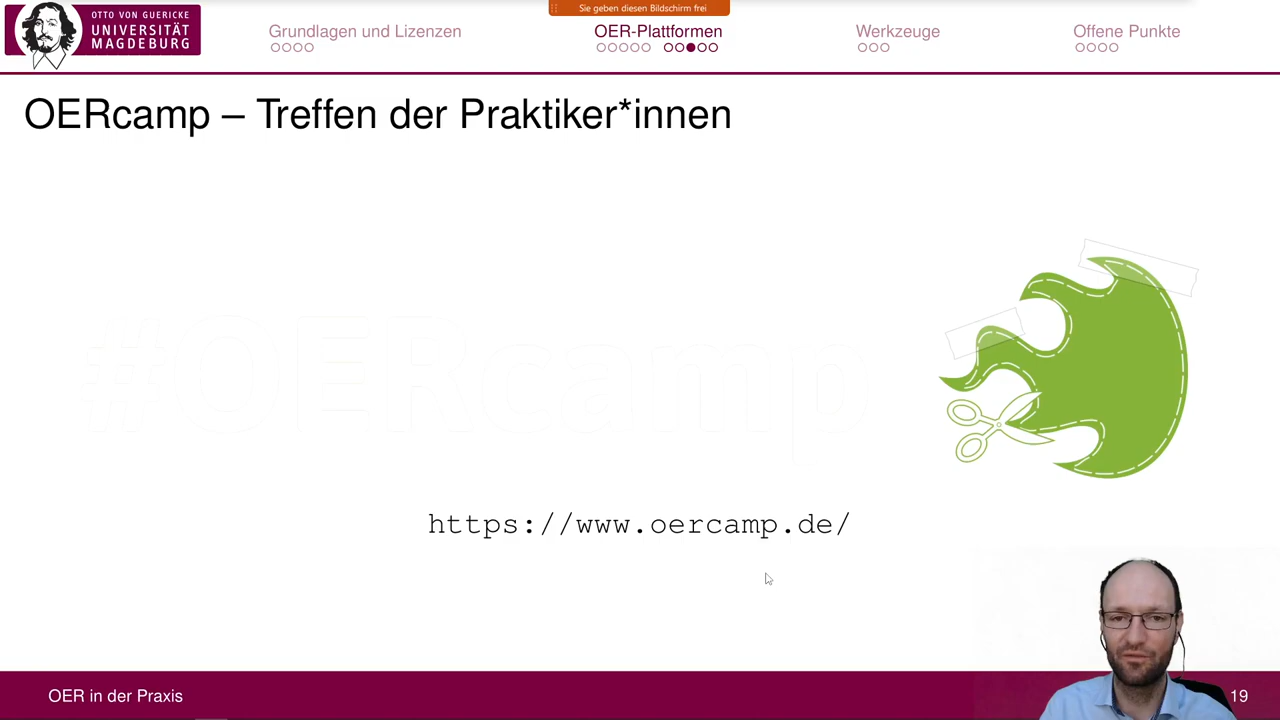 Sie geben diesen Bildschirm frei
OTTO VON GUERICKE
UNIVERSITÄT
MAGDEBURG
Grundlagen und Lizenzen
OER-Plattformen
Werkzeuge
Offene Punkte
OERcamp – Treffen der Praktiker*innen
#OERcamp
https://www.oercamp.de/
OER in der Praxis
19